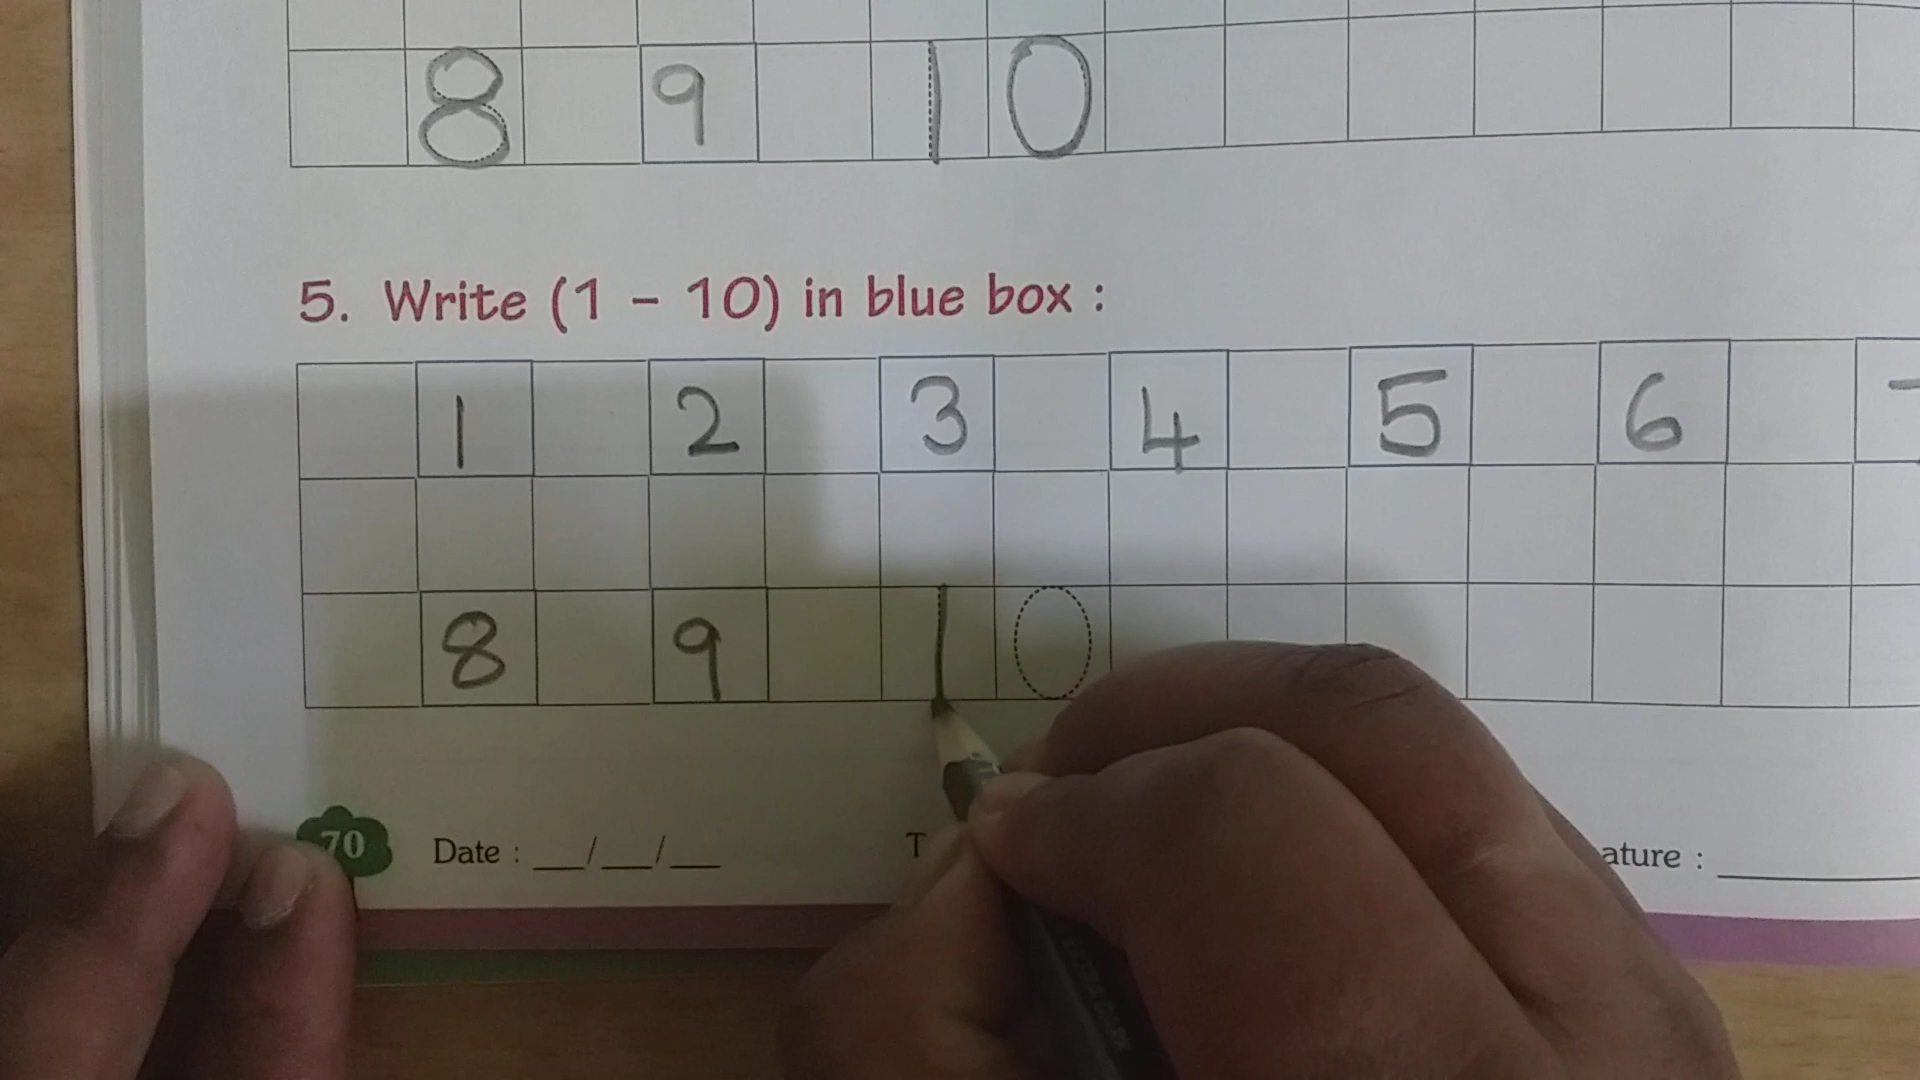 8 9 10
5. Write (1 - 10) in blue box :
1 2 3 4 5 6
8 9 10
70 Date : __/__/__ T ature : ________